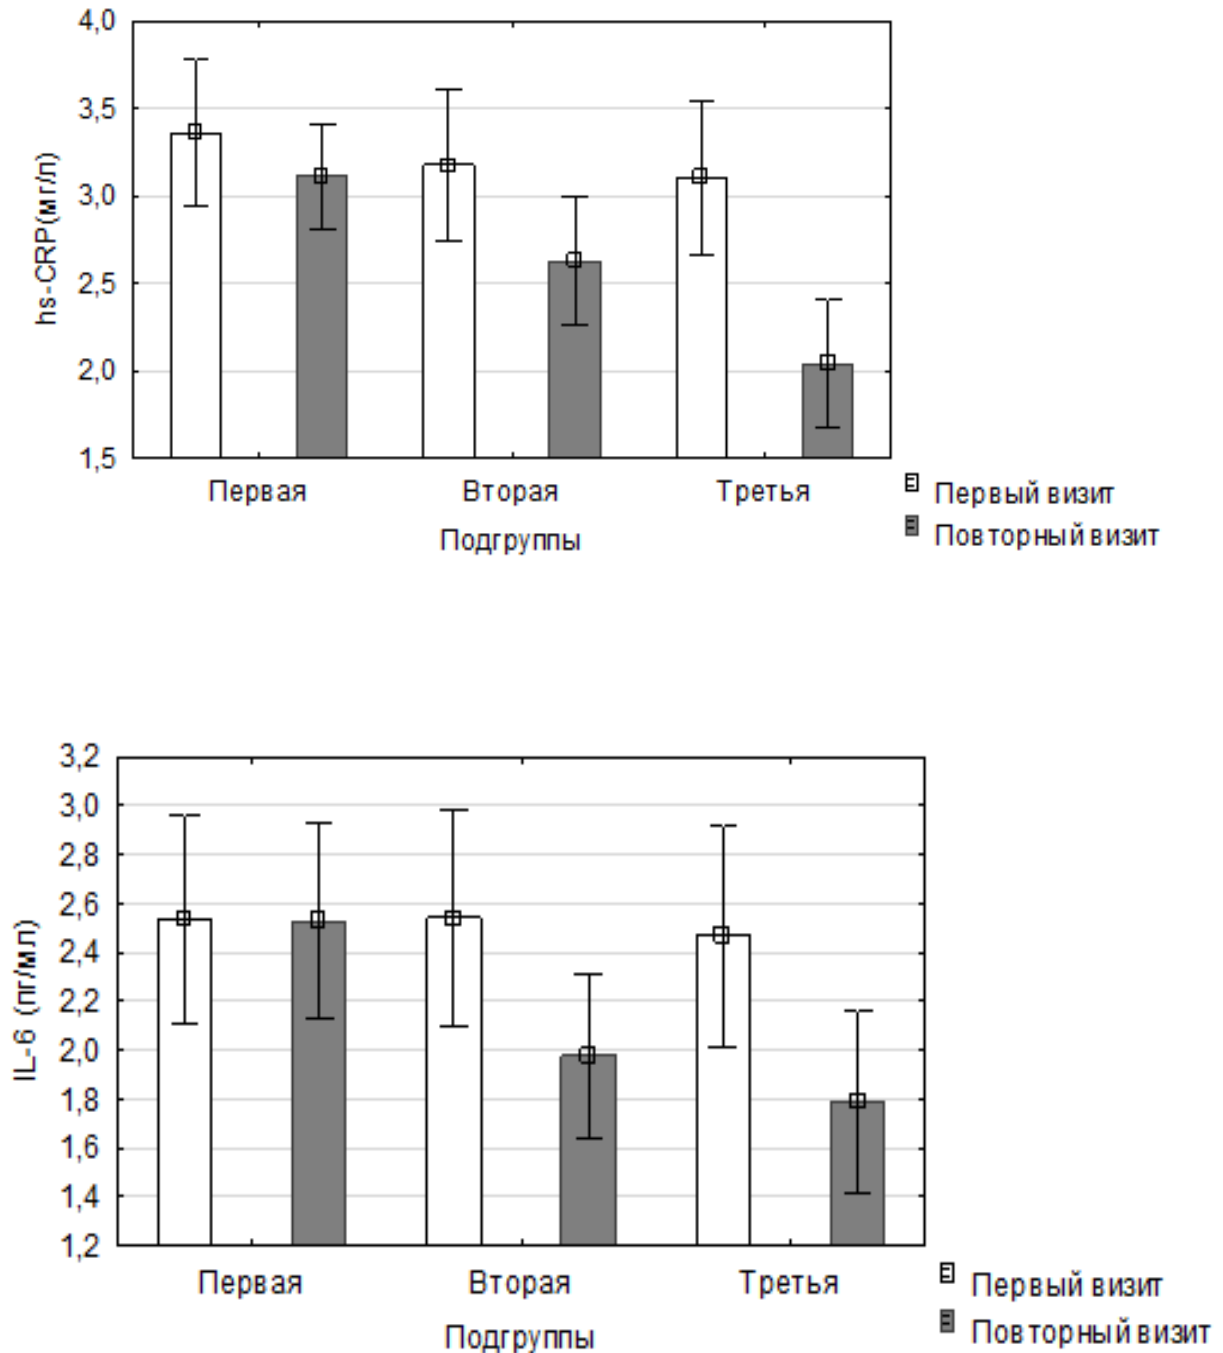 4,0
3,5
3,0
2,5
2,0
1,5
hs-CRP(мг/л)
Первая Вторая Третья
Подгруппы
Первый визит
Повторный визит
3,2
3,0
2,8
2,6
2,4
2,2
2,0
1,8
1,6
1,4
1,2
IL-6 (пг/мл)
Первая Вторая Третья
Подгруппы
Первый визит
Повторный визит